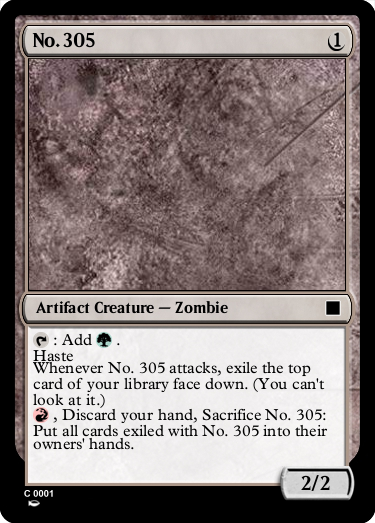 No. 305 1
Artifact Creature — Zombie
: Add .
Haste
Whenever No. 305 attacks, exile the top
card of your library face down. (You can't
look at it.)
, Discard your hand, Sacrifice No. 305:
Put all cards exiled with No. 305 into their
owners' hands.
2/2
C 0001